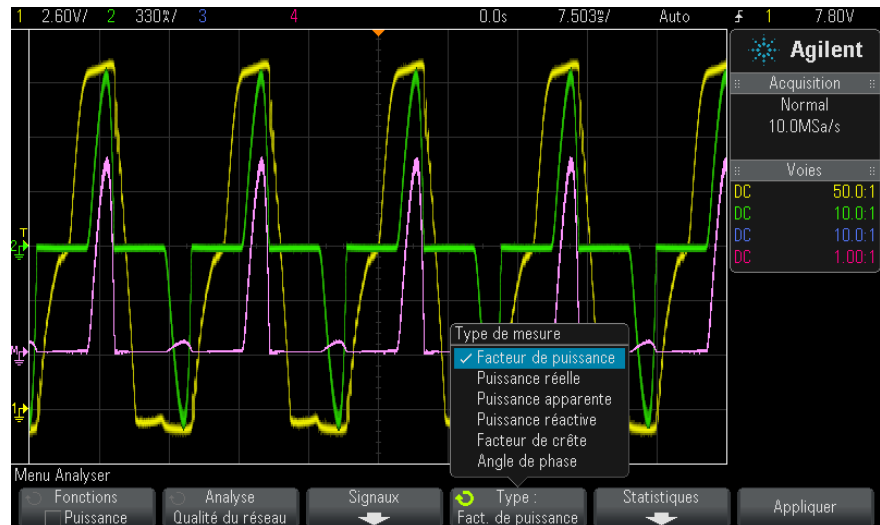 1 2.60V/ 2 330㎷/ 3 4 0.0s 7.503㎳/ Auto 1 7.80V
Agilent
Acquisition
Normal
10.0MSa/s
Voies
DC 50.0:1
DC 10.0:1
DC 10.0:1
DC 1.00:1
T
2
M
1
Type de mesure
✓ Facteur de puissance
Puissance réelle
Puissance apparente
Puissance réactive
Facteur de crête
Angle de phase
Menu Analyser
Fonctions
Puissance
Analyse
Qualité du réseau
Signaux
Type :
Fact. de puissance
Statistiques
Appliquer